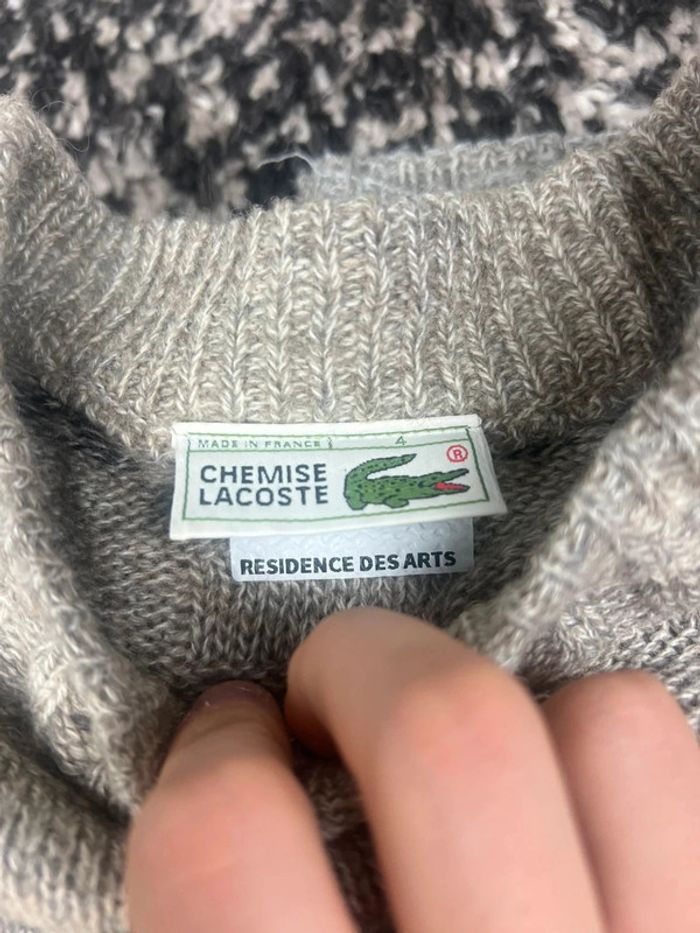 MADE IN FRANCE 4
CHEMISE
LACOSTE
®
RESIDENCE DES ARTS